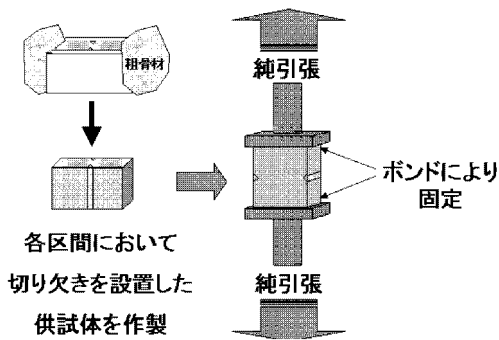 粗骨材
各区間において
切り欠きを設置した
供試体を作製
純引張
ボンドにより
固定
純引張